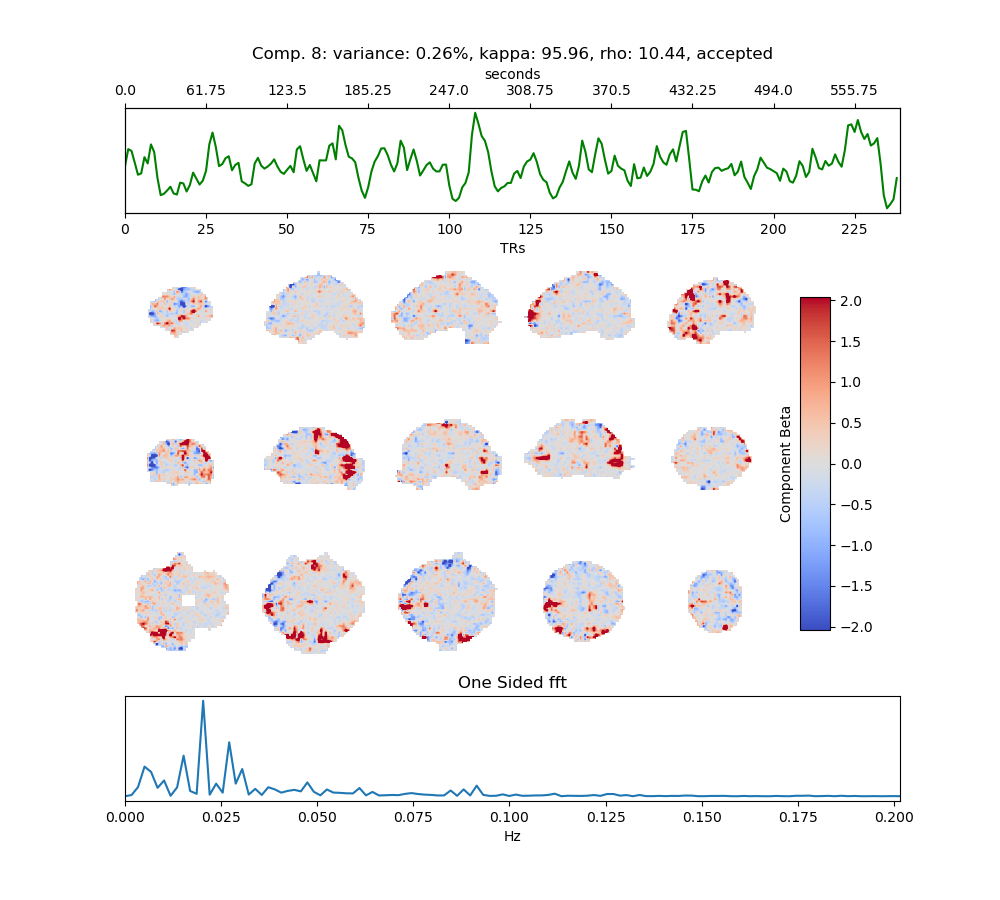 Comp. 8: variance: 0.26%, kappa: 95.96, rho: 10.44, accepted
seconds
0.0 61.75 123.5 185.25 247.0 308.75 370.5 432.25 494.0 555.75
0 25 50 75 100 125 150 175 200 225
TRs
2.0
1.5
1.0
0.5
0.0
−0.5
−1.0
−1.5
−2.0
Component Beta
One Sided fft
0.000 0.025 0.050 0.075 0.100 0.125 0.150 0.175 0.200
Hz